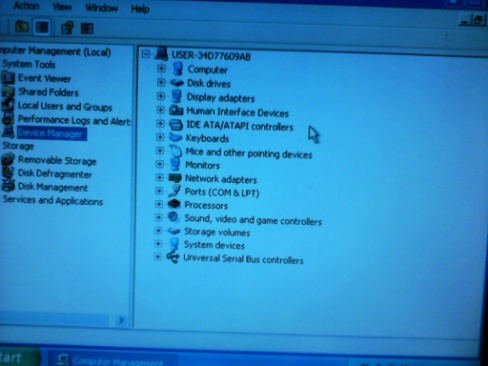 Action View Window Help
mputer Management (Local)
System Tools
Event Viewer
Shared Folders
Local Users and Groups
Performance Logs and Alert
Device Manager
Storage
Removable Storage
Disk Defragmenter
Disk Management
Services and Applications
USER-34D77609AB
Computer
Disk drives
Display adapters
Human Interface Devices
IDE ATA/ATAPI controllers
Keyboards
Mice and other pointing devices
Monitors
Network adapters
Ports (COM & LPT)
Processors
Sound, video and game controllers
Storage volumes
System devices
Universal Serial Bus controllers
tart
Computer Management